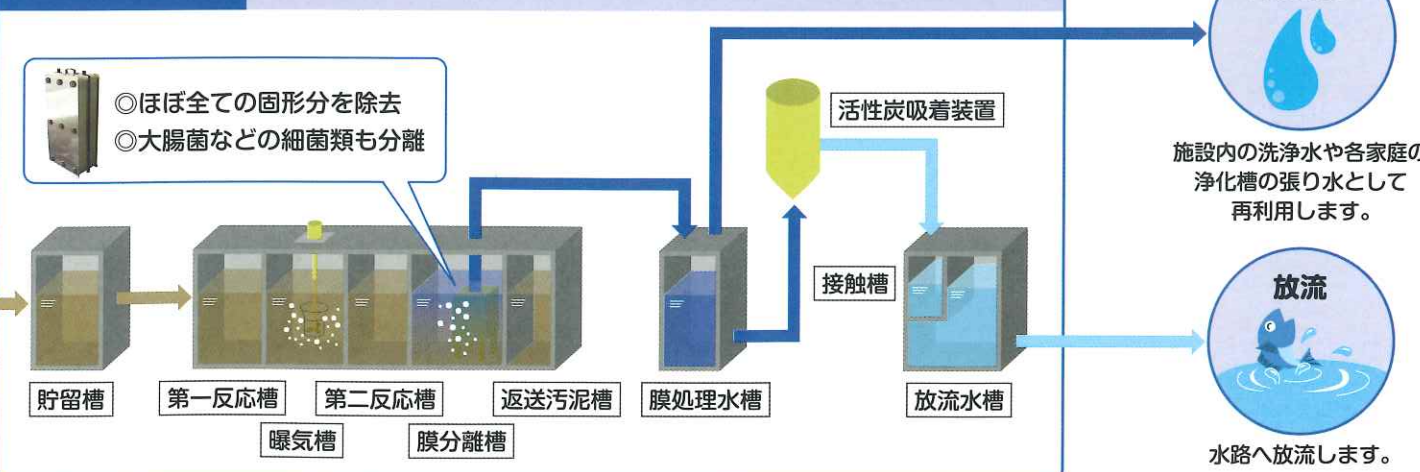 ◎ほぼ全ての固形分を除去
◎大腸菌などの細菌類も分離
活性炭吸着装置
施設内の洗浄水や各家庭の
浄化槽の張り水として
再利用します。
接触槽
放流
貯留槽
第一反応槽
第二反応槽
返送汚泥槽
膜処理水槽
放流水槽
曝気槽
膜分離槽
水路へ放流します。